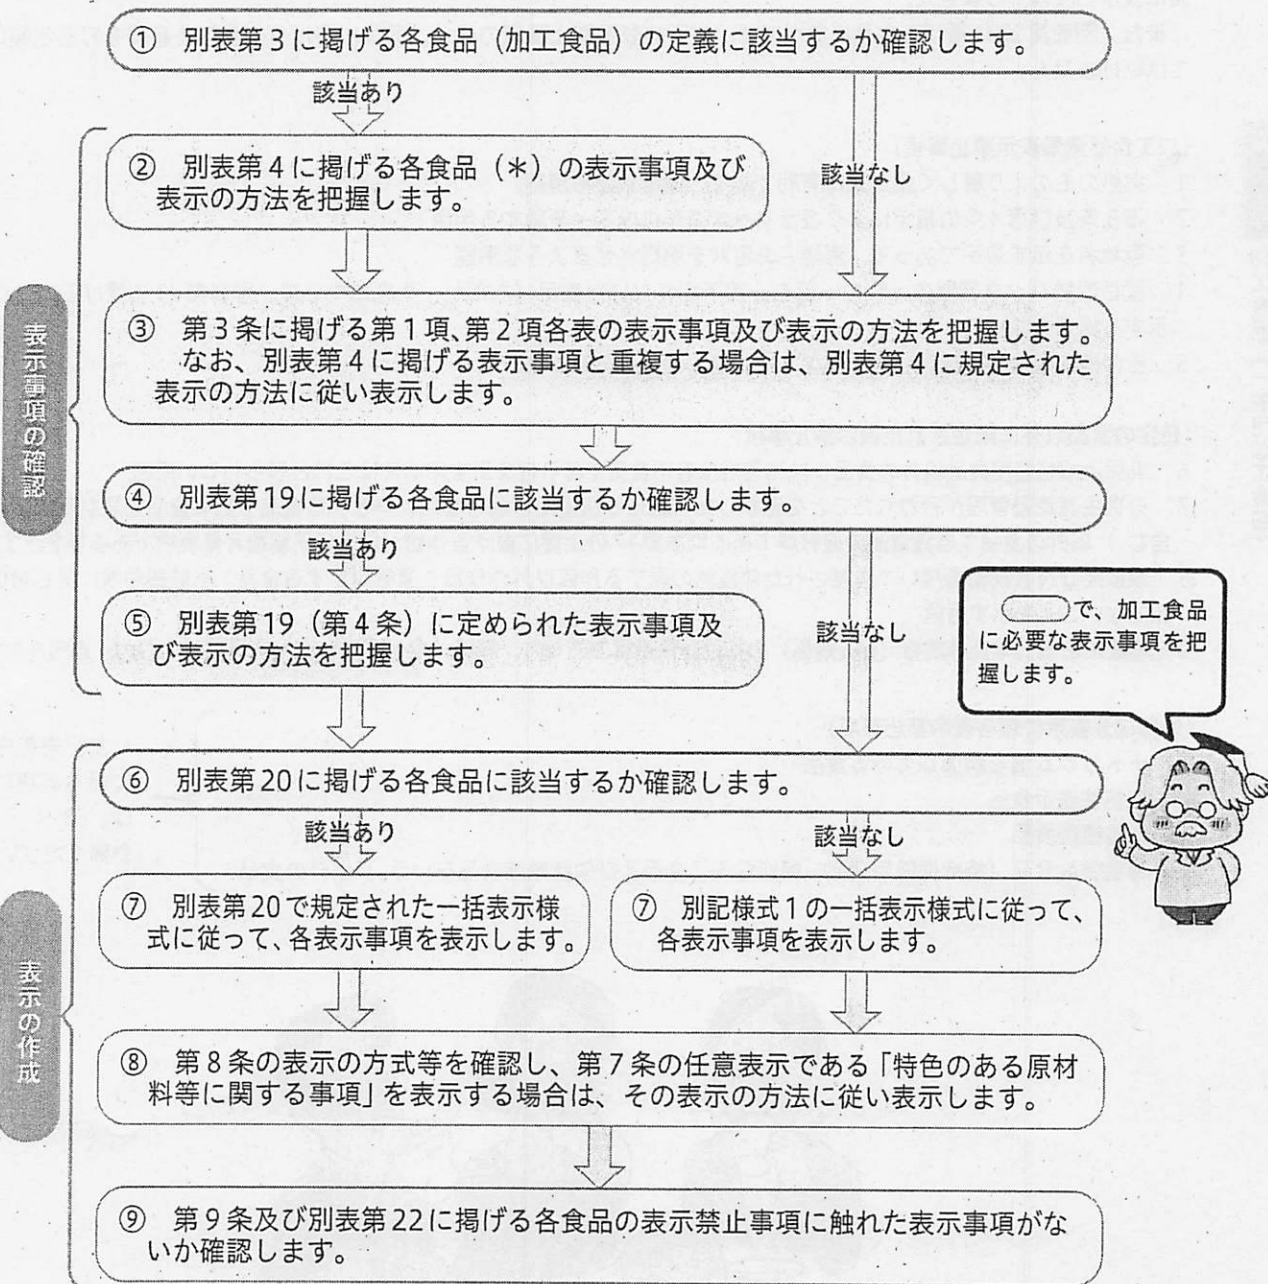 ① 別表第3に掲げる各食品(加工食品)の定義に該当するか確認します。
該当あり
該当なし
② 別表第4に掲げる各食品(*)の表示事項及び
表示の方法を把握します。
③ 第3条に掲げる第1項、第2項各表の表示事項及び表示の方法を把握します。
なお、別表第4に掲げる表示事項と重複する場合は、別表第4に規定された
表示の方法に従い表示します。
表示事項の確認
④ 別表第19に掲げる各食品に該当するか確認します。
該当あり
該当なし
⑤ 別表第19(第4条)に定められた表示事項及
び表示の方法を把握します。
で、加工食品
に必要な表示事項を把
握します。
⑥ 別表第20に掲げる各食品に該当するか確認します。
該当あり
該当なし
⑦ 別表第20で規定された一括表示様
式に従って、各表示事項を表示します。
⑦ 別記様式1の一括表示様式に従って、
各表示事項を表示します。
表示の作成
⑧ 第8条の表示の方式等を確認し、第7条の任意表示である「特色のある原材
料等に関する事項」を表示する場合は、その表示の方法に従い表示します。
⑨ 第9条及び別表第22に掲げる各食品の表示禁止事項に触れた表示事項がな
いか確認します。